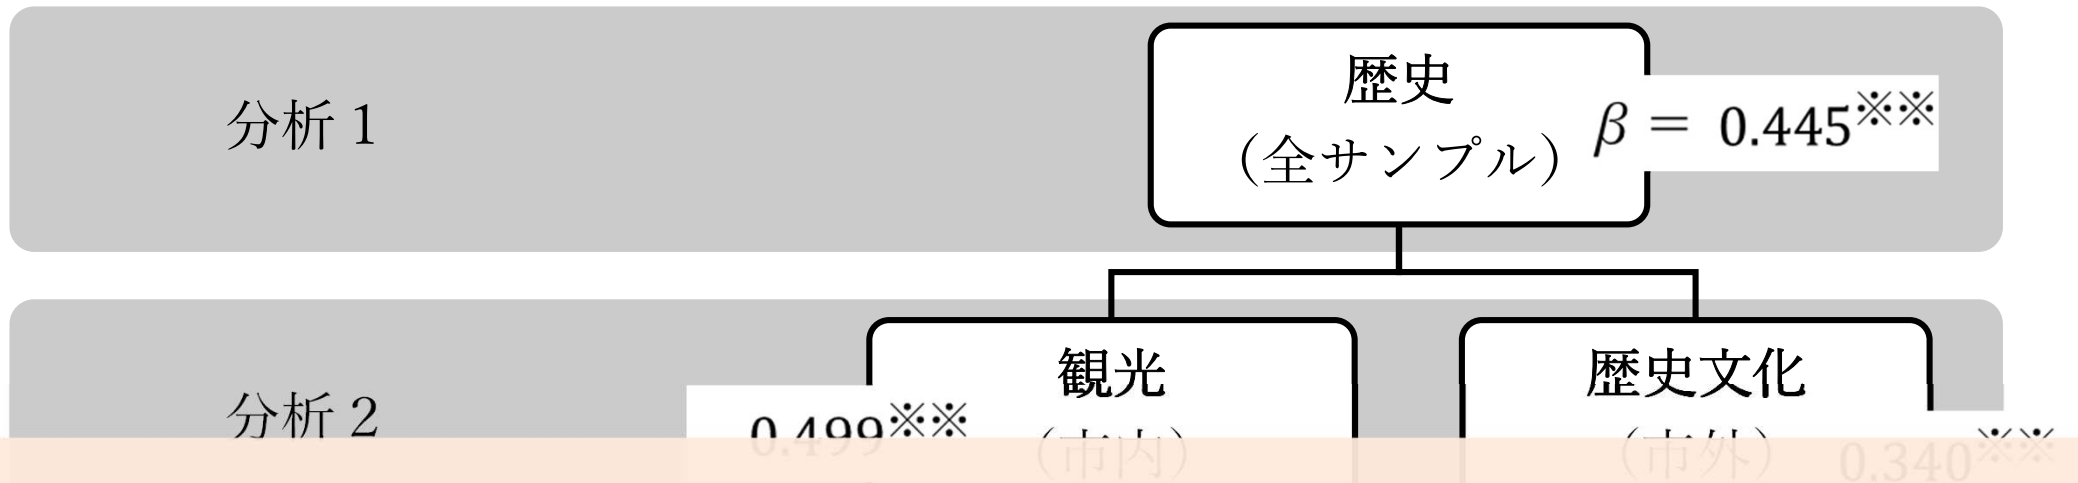 分析１
歴史
（全サンプル）
β = 0.445※※
分析２
観光
（市内）
0.499※※
歴史文化
（市外）
0.340※※